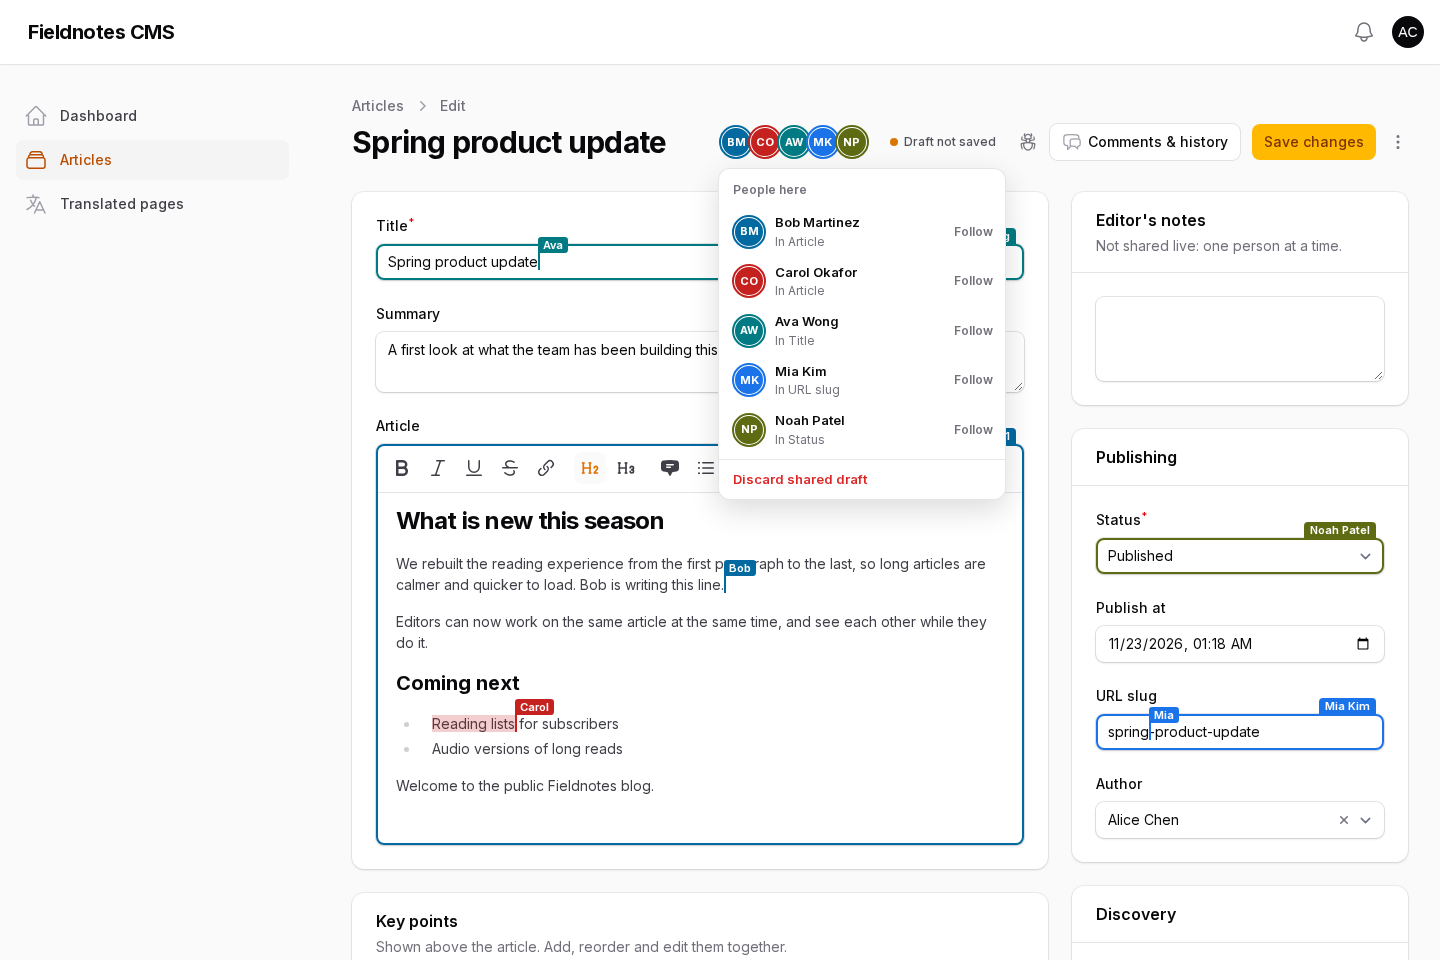 Fieldnotes CMS
AC
Dashboard
Articles
Translated pages
Articles
Edit
Spring product update
BM
CO
AW
MK
NP
Draft not saved
Comments & history
Save changes
People here
BM
Bob Martinez
In Article
Follow
CO
Carol Okafor
In Article
Follow
AW
Ava Wong
In Title
Follow
MK
Mia Kim
In URL slug
Follow
NP
Noah Patel
In Status
Follow
Discard shared draft
Title*
Ava
Spring product update
Summary
A first look at what the team has been building this
Article
H2
H3
What is new this season
We rebuilt the reading experience from the first p raph to the last, so long articles are
Bob
calmer and quicker to load. Bob is writing this line.
Editors can now work on the same article at the same time, and see each other while they
do it.
Coming next
Carol
Reading lists for subscribers
Audio versions of long reads
Welcome to the public Fieldnotes blog.
Key points
Shown above the article. Add, reorder and edit them together.
Editor's notes
Not shared live: one person at a time.
Publishing
Status*
Noah Patel
Published
Publish at
11/23/2026, 01:18 AM
URL slug
Mia Kim
Mia
spring-product-update
Author
Alice Chen
Discovery